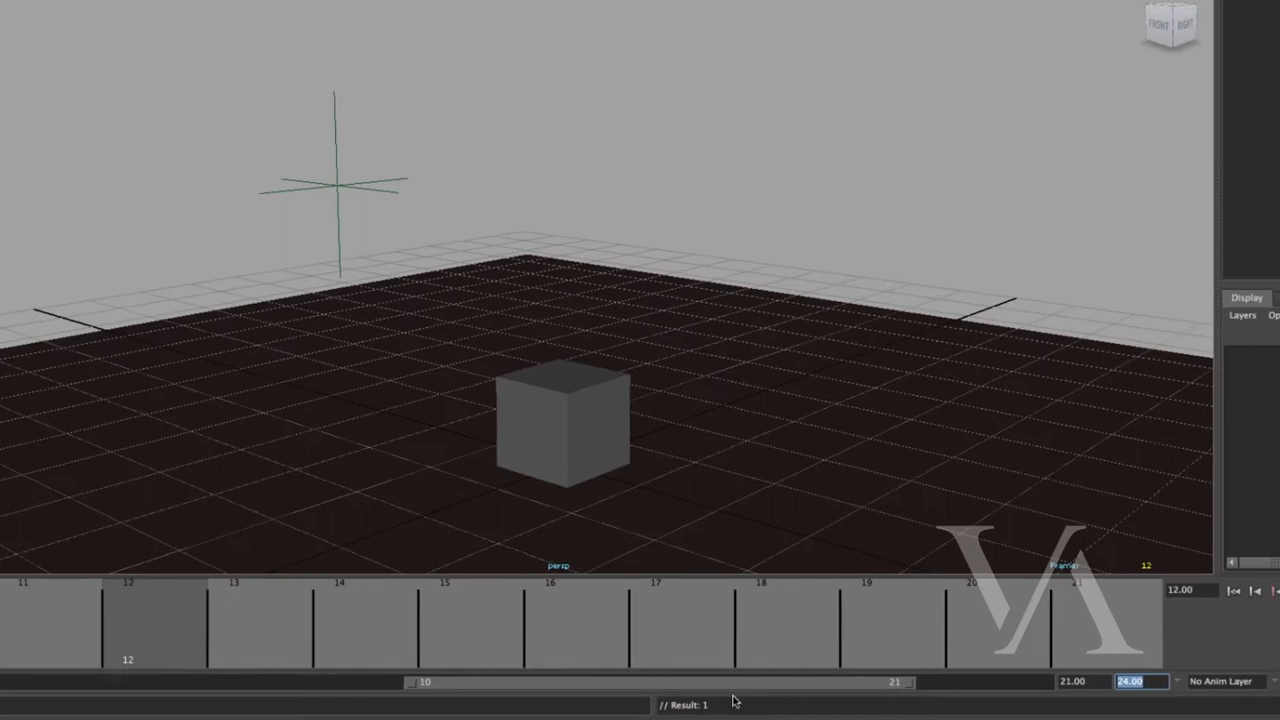 FRONT RIGHT
Display
Layers Op
persp
Frame: 12
11 12 13 14 15 16 17 18 19 20 21
12.00
12
10 21 21.00 24.00 No Anim Layer
// Result: 1
VA